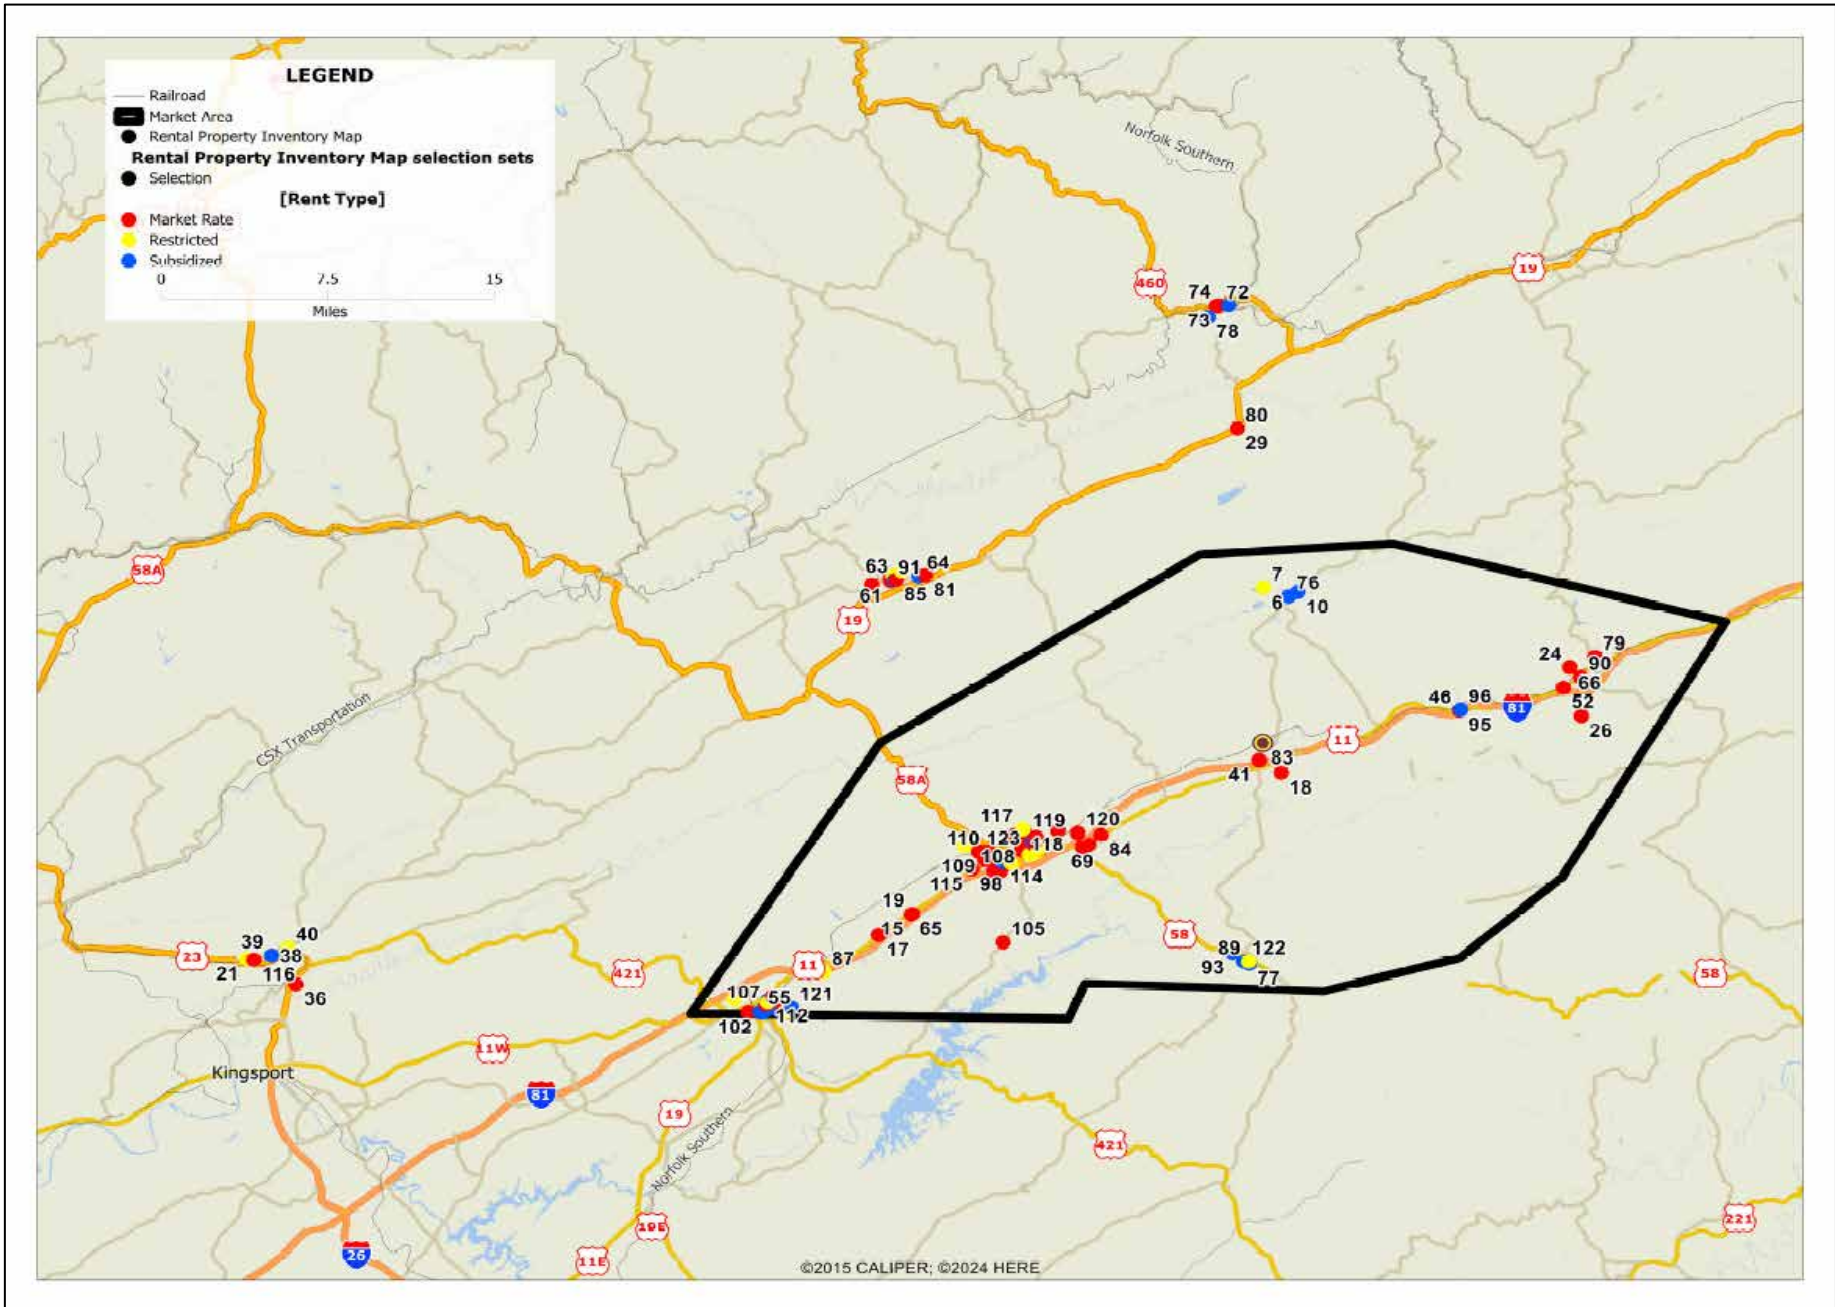 LEGEND
Railroad
Market Area
Rental Property Inventory Map
Rental Property Inventory Map selection sets
Selection
[Rent Type]
Market Rate
Restricted
Subsidized
0 7.5 15
Miles
Norfolk Southern
19
460
74 72
73 78
80
29
58A
63 91 64
61 85 81
19
7 76
6 10
79
24 90
66
46 96 52
81
95 26
11
83
41 18
CSX Transportation
58A
117 119 120
110 123 118 84
108 69
109
115 98 114
19
15 65 105
17
58 89 122
93 77
39 40
23 38
21 116
36
421
11 87
107 55 121
102 112
58
11W
Kingsport
81
19
Norfolk Southern
421
19E
221
26
11E
©2015 CALIPER; ©2024 HERE